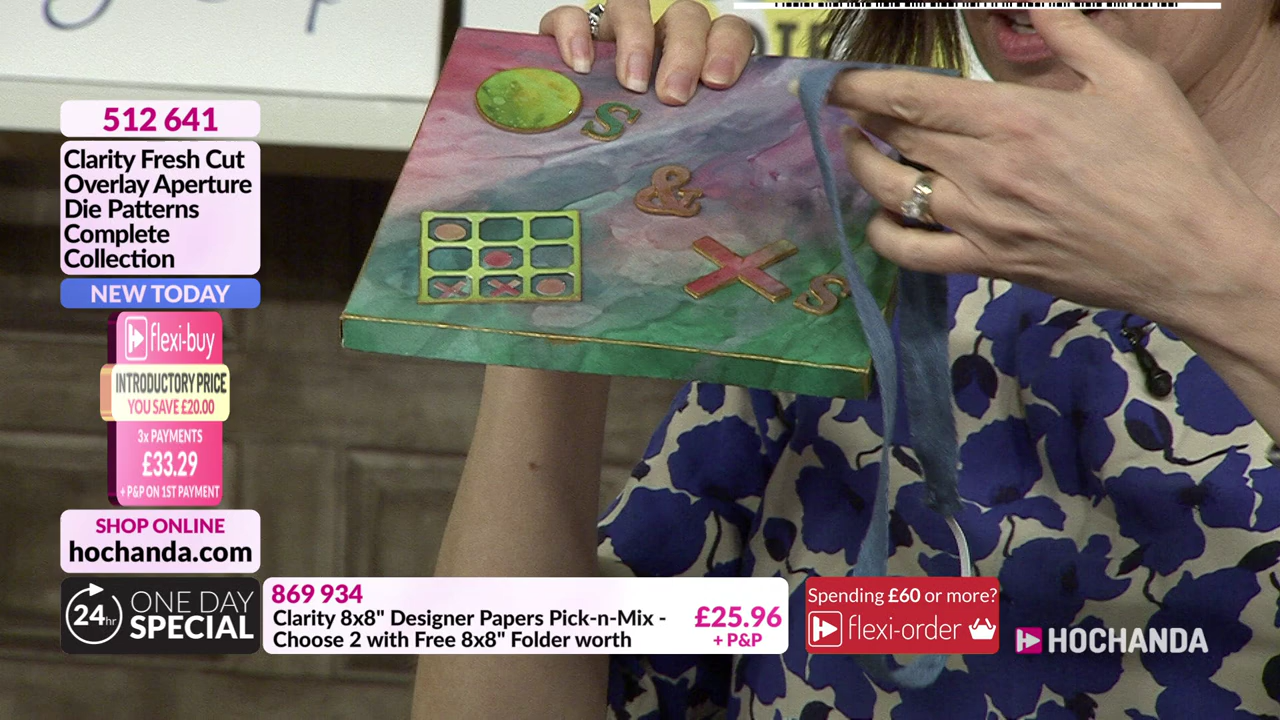 512 641
Clarity Fresh Cut
Overlay Aperture
Die Patterns
Complete
Collection
NEW TODAY
flexi-buy
INTRODUCTORY PRICE
YOU SAVE £20.00
3x PAYMENTS
£33.29
+ P&P ON 1ST PAYMENT
SHOP ONLINE
hochanda.com
24hr ONE DAY
SPECIAL
869 934
Clarity 8x8" Designer Papers Pick-n-Mix -
Choose 2 with Free 8x8" Folder worth
£25.96
+ P&P
Spending £60 or more?
flexi-order
HOCHANDA
S
&
X S